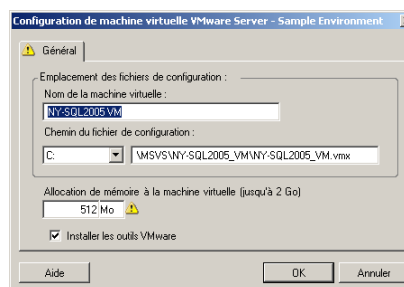 Configuration de machine virtuelle VMware Server - Sample Environment
Général
Emplacement des fichiers de configuration :
Nom de la machine virtuelle :
NY-SQL2005 VM
Chemin du fichier de configuration :
C: \MSVS\NY-SQL2005_VM\NY-SQL2005_VM.vmx
Allocation de mémoire à la machine virtuelle (jusqu'à 2 Go)
512 Mo
Installer les outils VMware
Aide OK Annuler